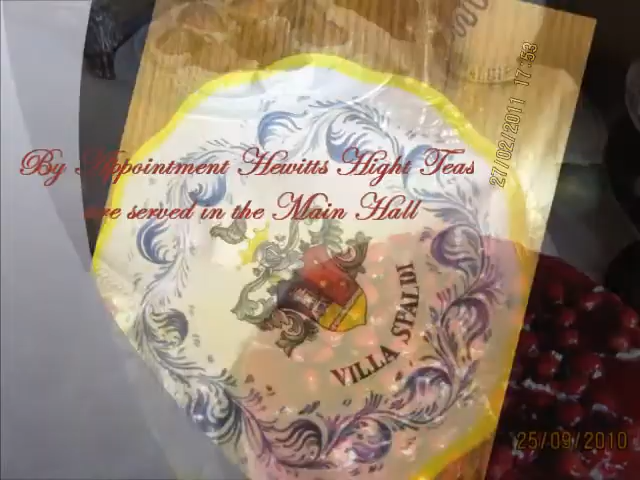 27/02/2011 17:53
By Appointment Hewitts Hight Teas
are served in the Main Hall
VILLA SPALDI
25/09/2010